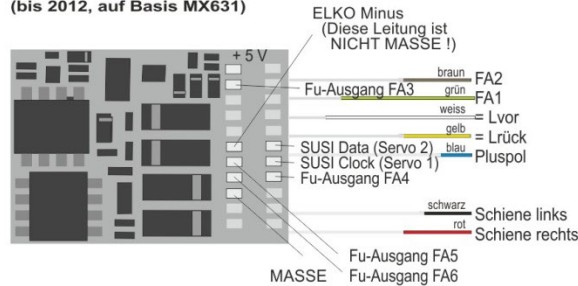 (bis 2012, auf Basis MX631)
ELKO Minus
(Diese Leitung ist
NICHT MASSE !)
+ 5 V
braun
FA2
Fu-Ausgang FA3
grün
FA1
weiss
= Lvor
gelb
= Lrück
SUSI Data (Servo 2)
blau
Pluspol
SUSI Clock (Servo 1)
Fu-Ausgang FA4
schwarz
Schiene links
rot
Schiene rechts
Fu-Ausgang FA5
MASSE
Fu-Ausgang FA6